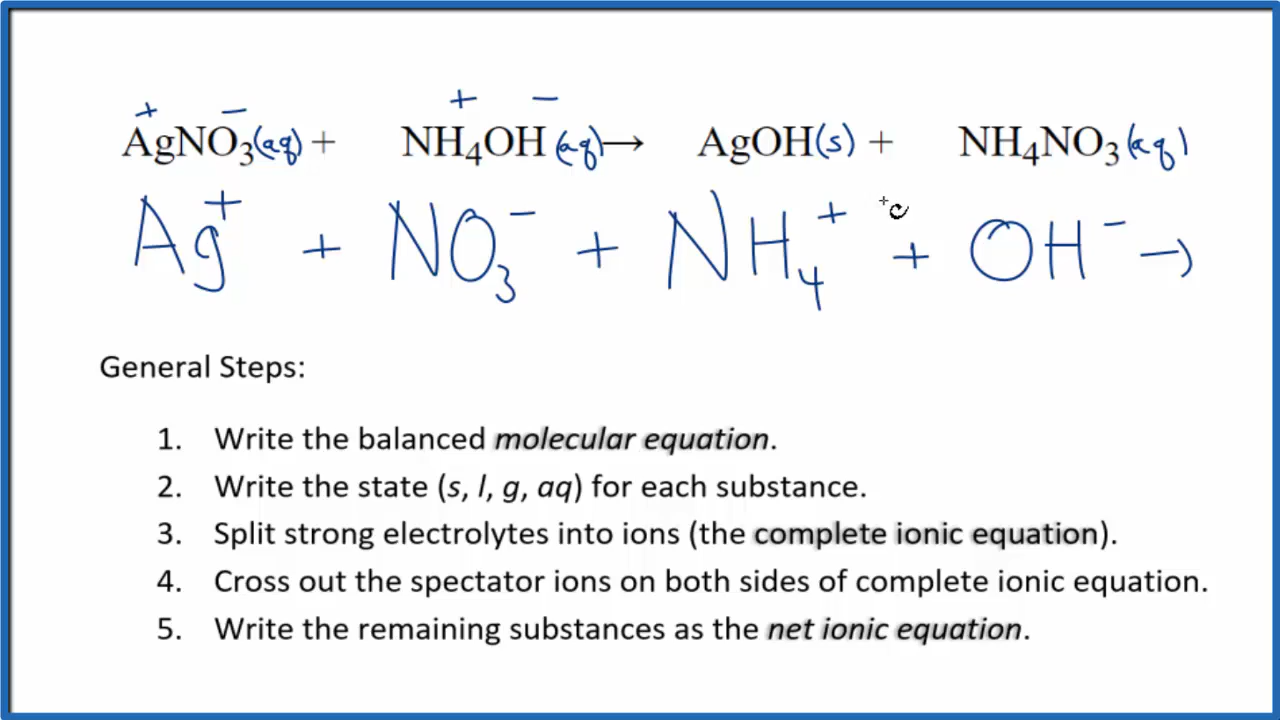 + − + −
AgNO₃(aq) + NH₄OH(aq) → AgOH(s) + NH₄NO₃(aq)
Ag⁺ + NO₃⁻ + NH₄⁺ + OH⁻ →
General Steps:
1. Write the balanced molecular equation.
2. Write the state (s, l, g, aq) for each substance.
3. Split strong electrolytes into ions (the complete ionic equation).
4. Cross out the spectator ions on both sides of complete ionic equation.
5. Write the remaining substances as the net ionic equation.